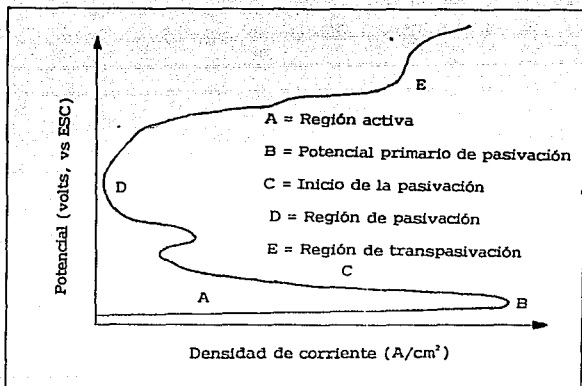 E
A = Región activa
B = Potencial primario de pasivación
D
C = Inicio de la pasivación
D = Región de pasivación
E = Región de transpasivación
C
A
B
Potencial (volts, vs ESC)
Densidad de corriente (A/cm²)